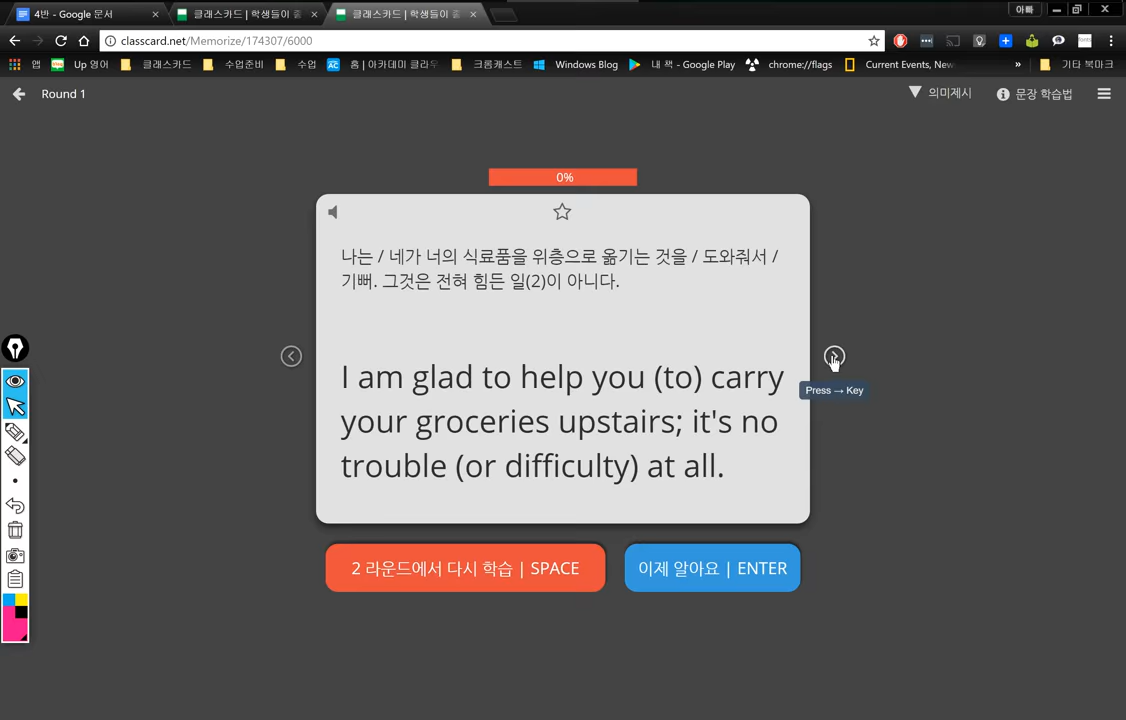 4반 - Google 문서
클래스카드 | 학생들이 좋
클래스카드 | 학생들이 좋
아빠
classcard.net/Memorize/174307/6000
앱
Up 영어
클래스카드
수업준비
수업
홈 | 아카데미 클라우
크롬캐스트
Windows Blog
내 책 - Google Play
chrome://flags
Current Events, New
»
기타 북마크
Round 1
의미제시
문장 학습법
0%
나는 / 네가 너의 식료품을 위층으로 옮기는 것을 / 도와줘서 /
기뻐. 그것은 전혀 힘든 일(2)이 아니다.
I am glad to help you (to) carry
your groceries upstairs; it's no
trouble (or difficulty) at all.
Press → Key
2 라운드에서 다시 학습 | SPACE
이제 알아요 | ENTER